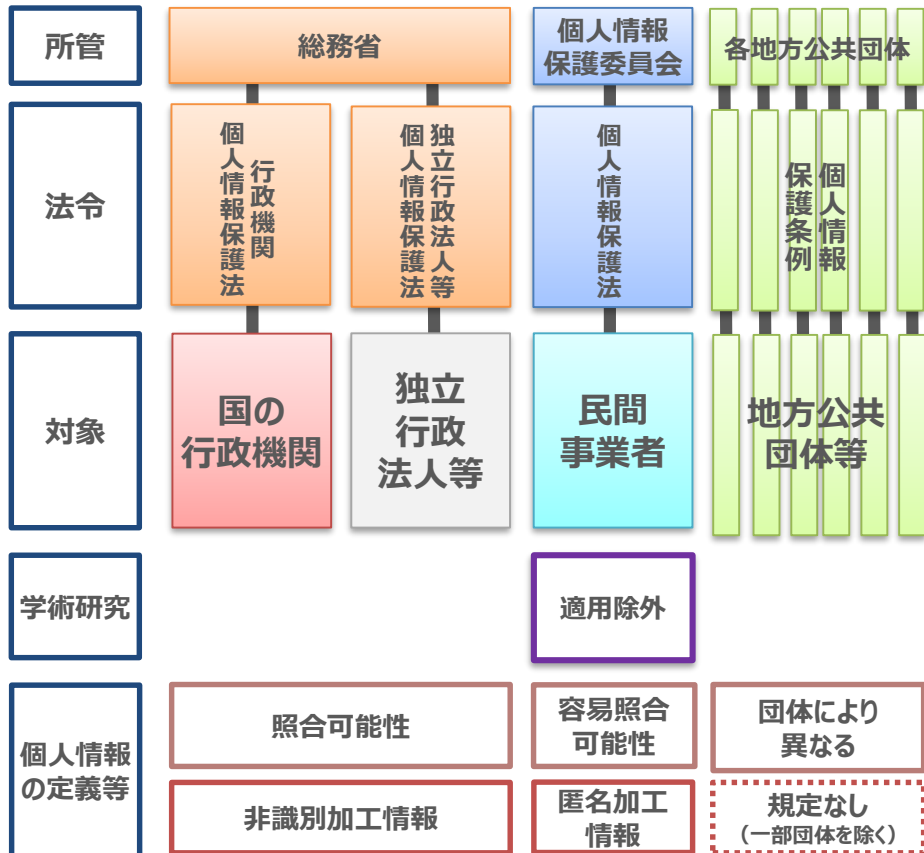 所管
総務省
個人情報
保護委員会
各地方公共団体
法令
行政機関
個人情報保護法
独立行政法人等
個人情報保護法
個人情報保護法
個人情報
保護条例
対象
国の
行政機関
独立
行政
法人等
民間
事業者
地方公共
団体等
学術研究
適用除外
個人情報
の定義等
照合可能性
容易照合
可能性
団体により
異なる
非識別加工情報
匿名加工
情報
規定なし
（一部団体を除く）